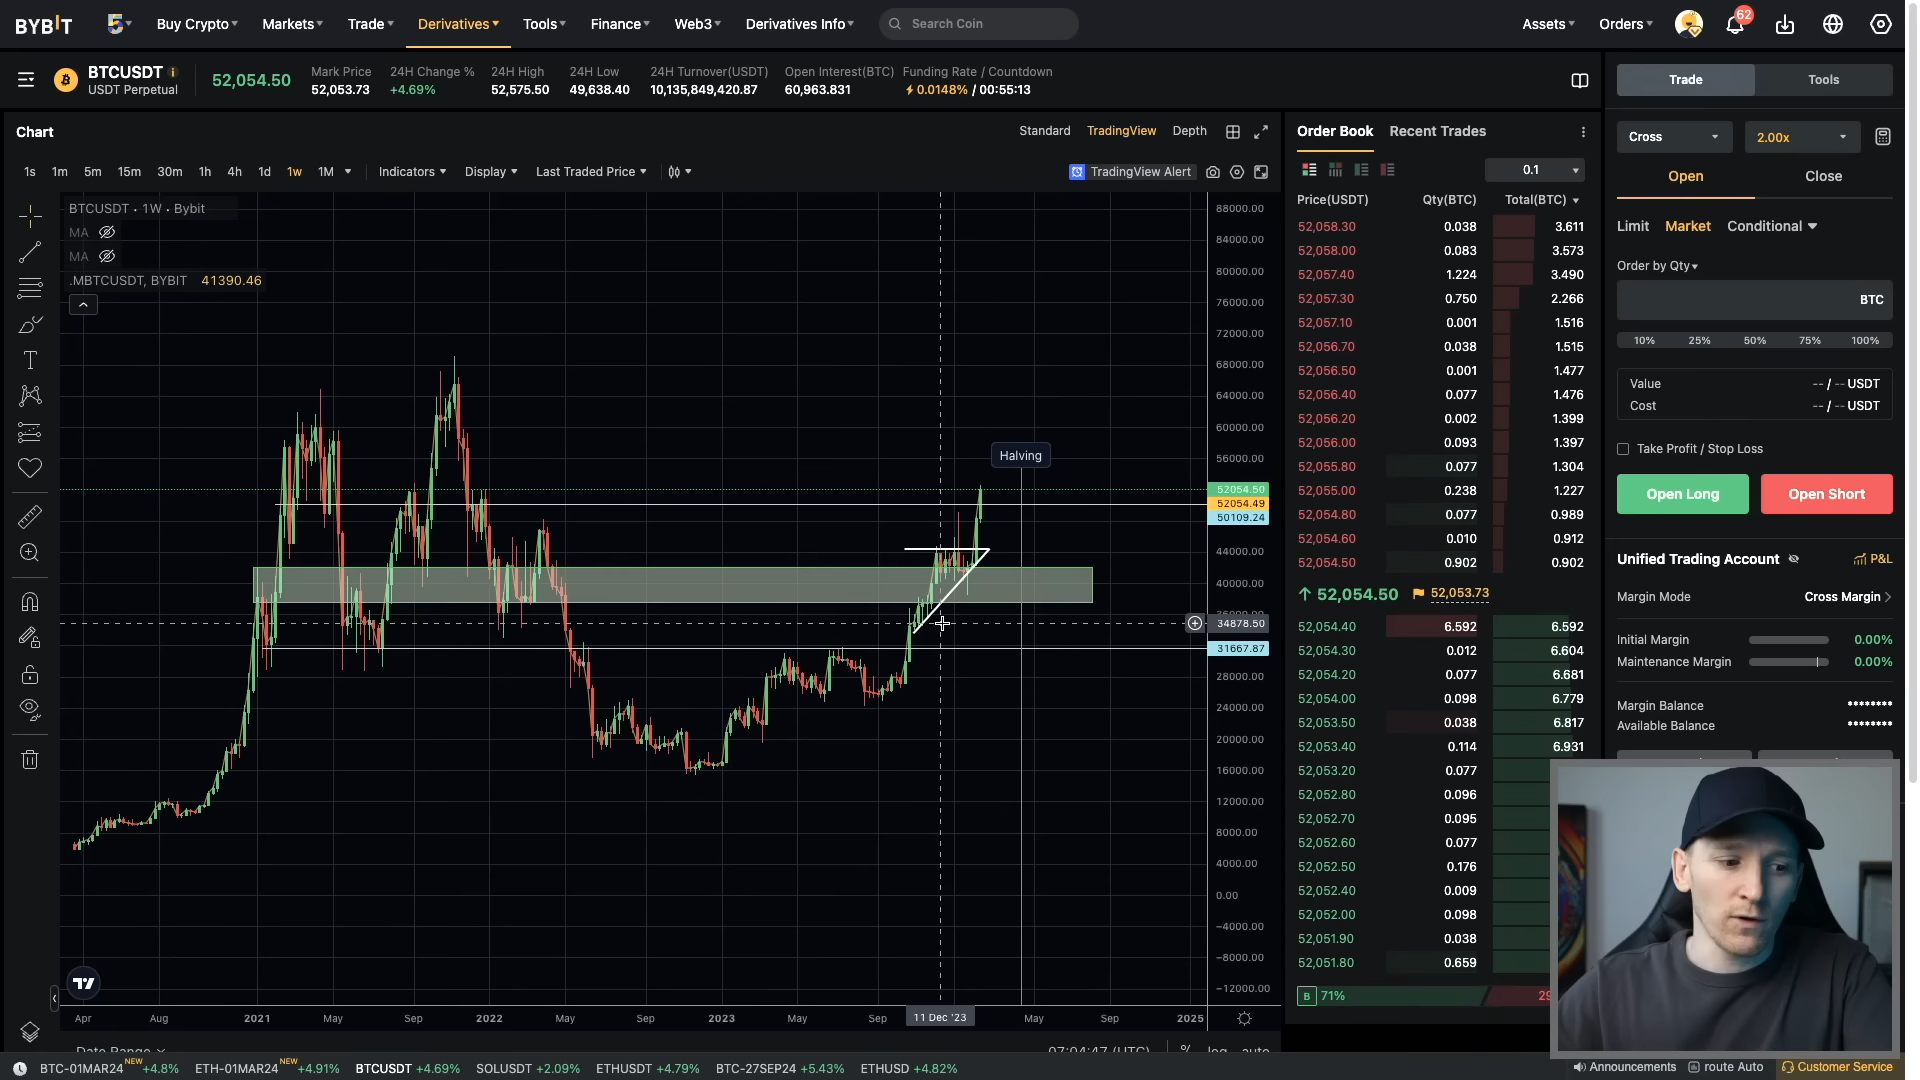 BYBIT
Buy Crypto Markets Trade Derivatives Tools Finance Web3 Derivatives Info Search Coin Assets Orders 62
BTCUSDT
USDT Perpetual
52,054.50
Mark Price
52,053.73
24H Change %
+4.69%
24H High
52,575.50
24H Low
49,638.40
24H Turnover(USDT)
10,135,849,420.87
Open Interest(BTC)
60,963.831
Funding Rate / Countdown
0.0148% / 00:55:13
Chart
Standard TradingView Depth
1s 1m 5m 15m 30m 1h 4h 1d 1w 1M Indicators Display Last Traded Price TradingView Alert
BTCUSDT · 1W · Bybit
MA
MA
.MBTCUSDT, BYBIT 41390.46
Halving
88000.00
84000.00
80000.00
76000.00
72000.00
68000.00
64000.00
60000.00
56000.00
52054.50
52054.49
50109.24
44000.00
40000.00
36000.00
34878.50
31667.87
28000.00
24000.00
20000.00
16000.00
12000.00
8000.00
4000.00
0.00
−4000.00
−8000.00
−12000.00
Apr Aug 2021 May Sep 2022 May Sep 2023 May Sep 11 Dec '23 May Sep 2025
Date Range 07:04:47 (UTC) % log auto
Order Book Recent Trades
0.1
Price(USDT) Qty(BTC) Total(BTC)
52,058.30 0.038 3.611
52,058.00 0.083 3.573
52,057.40 1.224 3.490
52,057.30 0.750 2.266
52,057.10 0.001 1.516
52,056.70 0.038 1.515
52,056.50 0.001 1.477
52,056.40 0.077 1.476
52,056.20 0.002 1.399
52,056.00 0.093 1.397
52,055.80 0.077 1.304
52,055.00 0.238 1.227
52,054.80 0.077 0.989
52,054.60 0.010 0.912
52,054.50 0.902 0.902
52,054.50 52,053.73
52,054.40 6.592 6.592
52,054.30 0.012 6.604
52,054.20 0.077 6.681
52,054.00 0.098 6.779
52,053.50 0.038 6.817
52,053.40 0.114 6.931
52,053.20 0.077
52,052.80 0.096
52,052.70 0.095
52,052.60 0.077
52,052.50 0.176
52,052.40 0.009
52,052.00 0.098
52,051.90 0.038
52,051.80 0.659
B 71% 29
Trade Tools
Cross 2.00x
Open Close
Limit Market Conditional
Order by Qty
BTC
10% 25% 50% 75% 100%
Value -- / -- USDT
Cost -- / -- USDT
Take Profit / Stop Loss
Open Long Open Short
Unified Trading Account P&L
Margin Mode Cross Margin
Initial Margin 0.00%
Maintenance Margin 0.00%
Margin Balance ********
Available Balance ********
BTC-01MAR24 NEW +4.8% ETH-01MAR24 NEW +4.91% BTCUSDT +4.69% SOLUSDT +2.09% ETHUSDT +4.79% BTC-27SEP24 +5.43% ETHUSD +4.82%
Announcements route Auto Customer Service